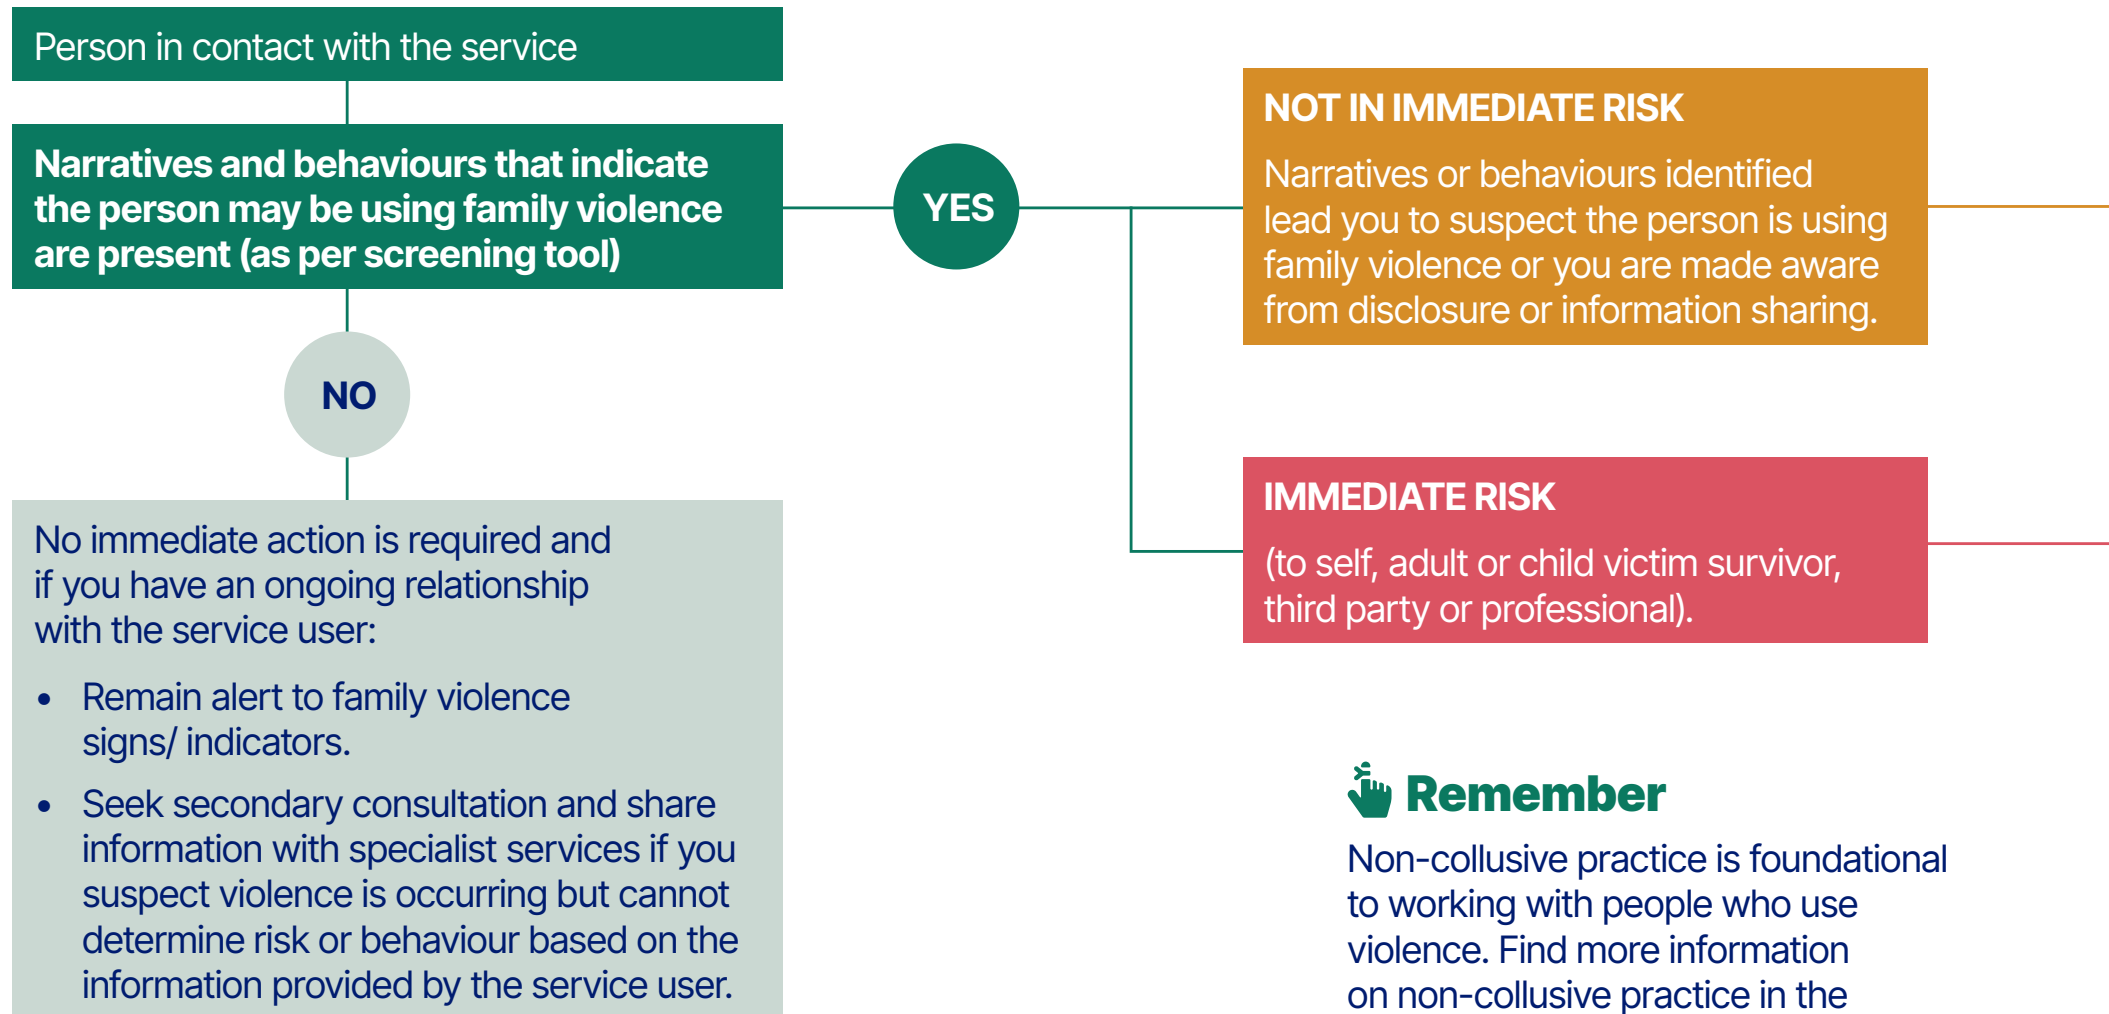 Person in contact with the service
Narratives and behaviours that indicate
the person may be using family violence
are present (as per screening tool)
YES
NO
No immediate action is required and
if you have an ongoing relationship
with the service user:
• Remain alert to family violence
signs/ indicators.
• Seek secondary consultation and share
information with specialist services if you
suspect violence is occurring but cannot
determine risk or behaviour based on the
information provided by the service user.
NOT IN IMMEDIATE RISK
Narratives or behaviours identified
lead you to suspect the person is using
family violence or you are made aware
from disclosure or information sharing.
IMMEDIATE RISK
(to self, adult or child victim survivor,
third party or professional).
Remember
Non-collusive practice is foundational
to working with people who use
violence. Find more information
on non-collusive practice in the